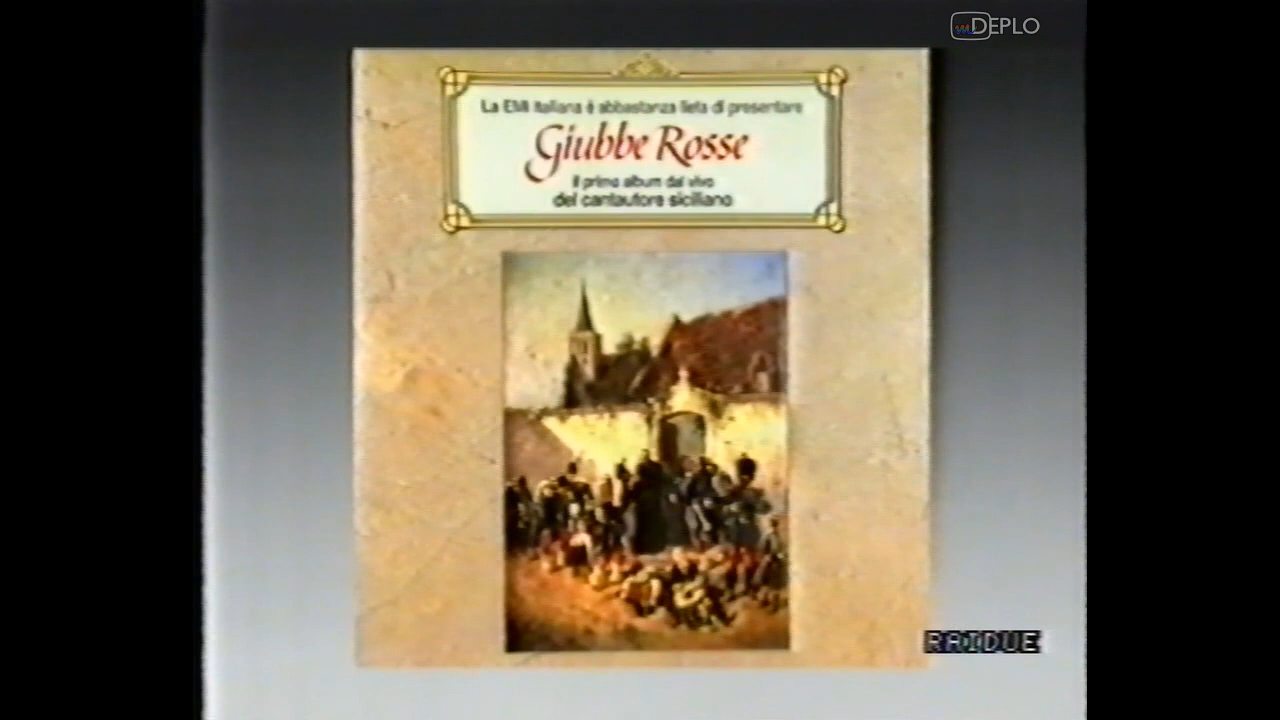 DEPLO
La EMI Italiana è abbastanza lieta di presentare
Giubbe Rosse
Il primo album dal vivo
del cantautore siciliano
RAIDUE